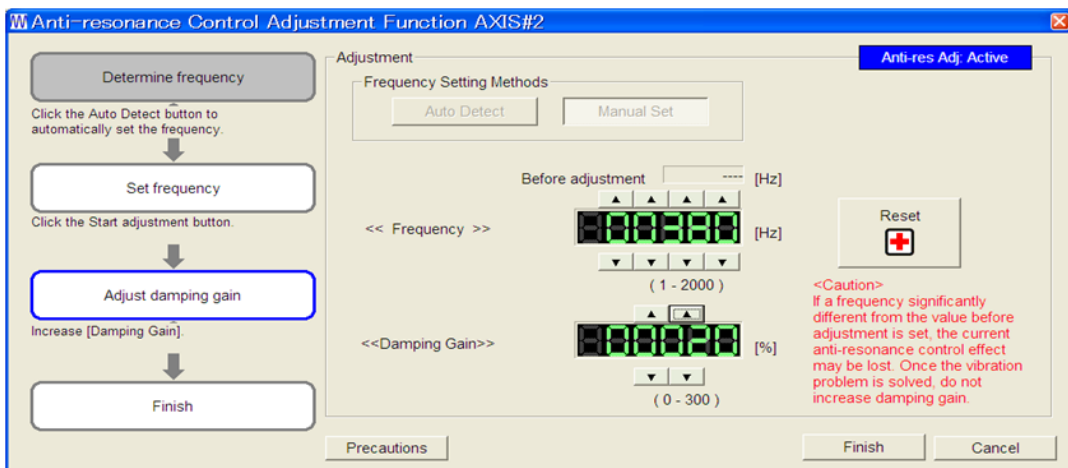 Anti-resonance Control Adjustment Function AXIS#2
Determine frequency
Click the Auto Detect button to
automatically set the frequency.
Set frequency
Click the Start adjustment button.
Adjust damping gain
Increase [Damping Gain].
Finish
Adjustment
Anti-res Adj: Active
Frequency Setting Methods
Auto Detect
Manual Set
Before adjustment ---- [Hz]
<< Frequency >> 00380 [Hz]
( 1 - 2000 )
<<Damping Gain>> 00020 [%]
( 0 - 300 )
Reset
<Caution>
If a frequency significantly
different from the value before
adjustment is set, the current
anti-resonance control effect
may be lost. Once the vibration
problem is solved, do not
increase damping gain.
Precautions
Finish
Cancel